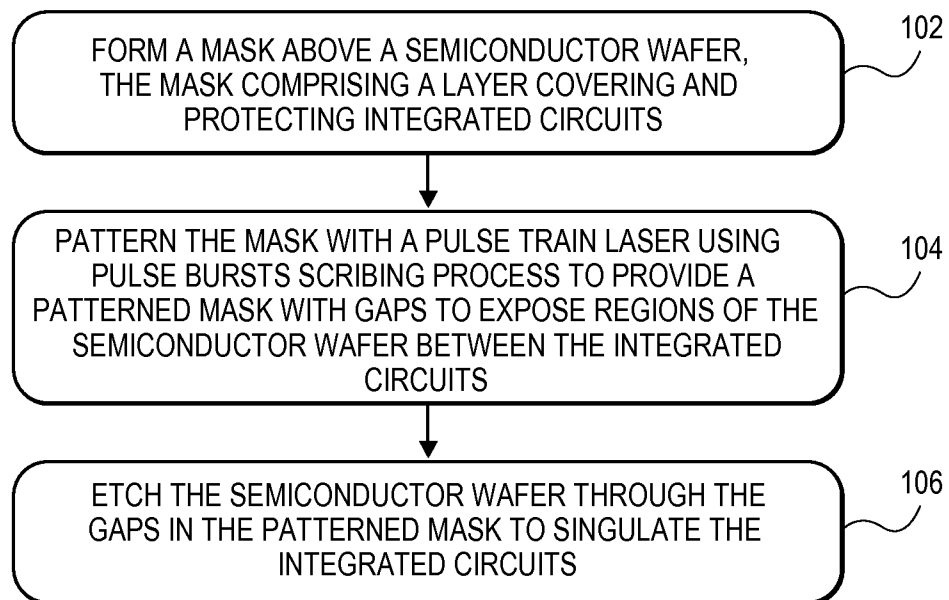 FORM A MASK ABOVE A SEMICONDUCTOR WAFER,
THE MASK COMPRISING A LAYER COVERING AND
PROTECTING INTEGRATED CIRCUITS
102
PATTERN THE MASK WITH A PULSE TRAIN LASER USING
PULSE BURSTS SCRIBING PROCESS TO PROVIDE A
PATTERNED MASK WITH GAPS TO EXPOSE REGIONS OF THE
SEMICONDUCTOR WAFER BETWEEN THE INTEGRATED
CIRCUITS
104
ETCH THE SEMICONDUCTOR WAFER THROUGH THE
GAPS IN THE PATTERNED MASK TO SINGULATE THE
INTEGRATED CIRCUITS
106